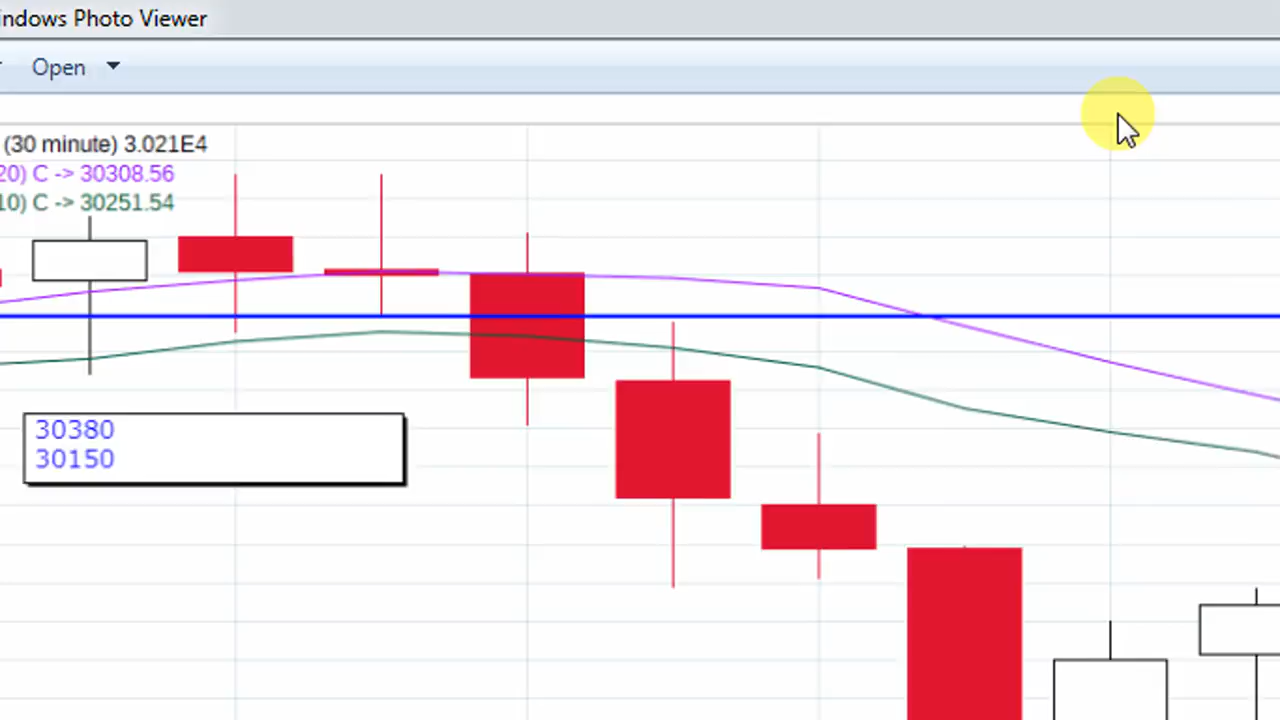 indows Photo Viewer
Open
(30 minute) 3.021E4
20) C -> 30308.56
10) C -> 30251.54
30380
30150